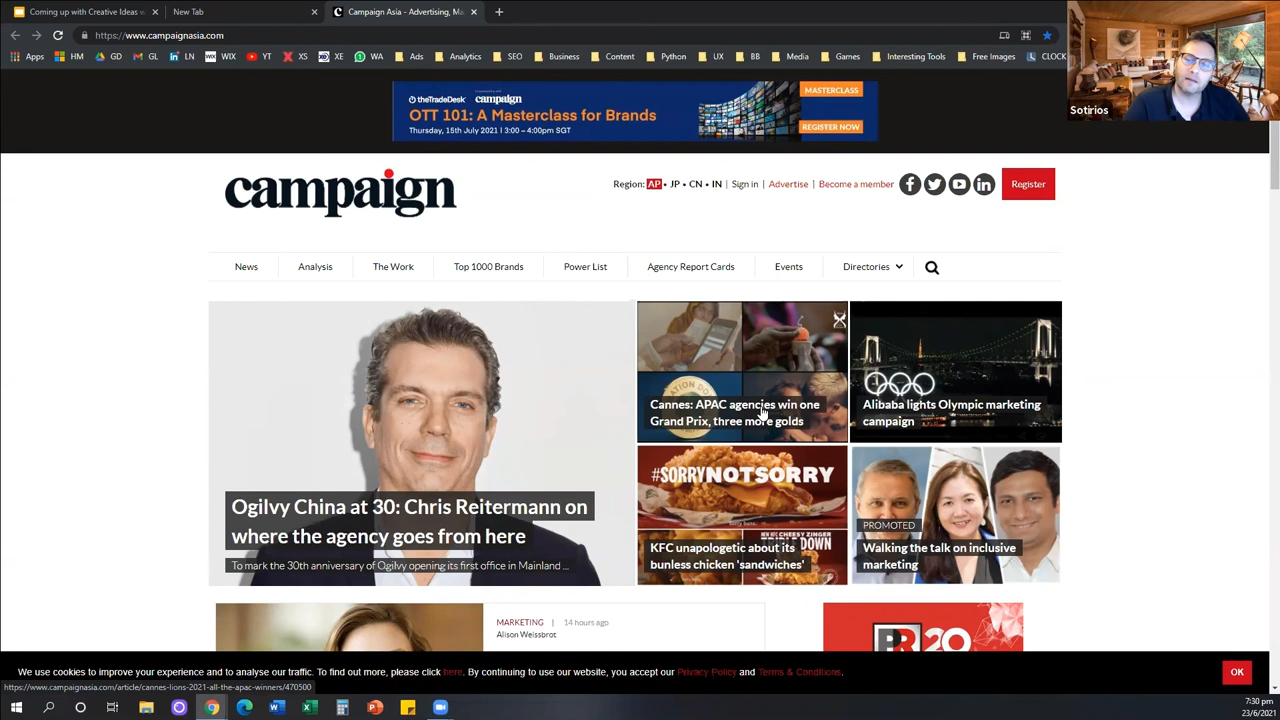 Coming up with Creative Ideas w
New Tab
Campaign Asia - Advertising, Ma
https://www.campaignasia.com
Apps
HM
GD
GL
LinkedIn LN
WIX WIX
YT
XS
XE
WA
Ads
Analytics
SEO
Business
Content
Python
UX
BB
Media
Games
Interesting Tools
Free Images
CLOCK
Sotirios
theTradeDesk
campaign
OTT 101: A Masterclass for Brands
Thursday, 15th July 2021 | 3:00 – 4:00pm SGT
MASTERCLASS
REGISTER NOW
campaign
Region: AP • JP • CN • IN | Sign in | Advertise | Become a member
Register
News
Analysis
The Work
Top 1000 Brands
Power List
Agency Report Cards
Events
Directories
Ogilvy China at 30: Chris Reitermann on
where the agency goes from here
To mark the 30th anniversary of Ogilvy opening its first office in Mainland ...
Cannes: APAC agencies win one
Grand Prix, three more golds
Alibaba lights Olympic marketing
campaign
#SORRYNOTSORRY
KFC unapologetic about its
bunless chicken 'sandwiches'
PROMOTED
Walking the talk on inclusive
marketing
MARKETING | 14 hours ago
Alison Weissbrot
PR20
We use cookies to improve your experience and to analyse our traffic. To find out more, please click here. By continuing to use our website, you accept our Privacy Policy and Terms & Conditions.
OK
https://www.campaignasia.com/article/cannes-lions-2021-all-the-apac-winners/470500
7:30 pm
23/6/2021